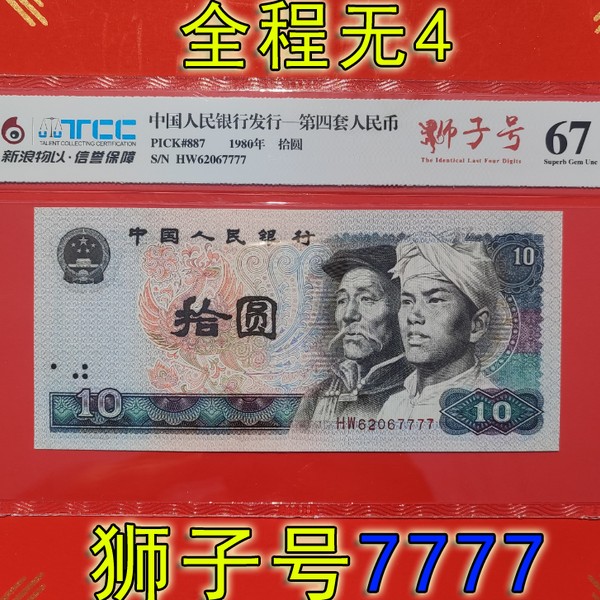 全程无4
TCC
TALENT COLLECTING CERTIFICATION
新浪物以·信誉保障
中国人民银行发行—第四套人民币
PICK#887 1980年 拾圆
S/N HW62067777
狮子号
The Identical Last Four Digits
67
Superb Gem Unc
中国人民银行
10
拾圆
10
HW62067777
10
狮子号7777